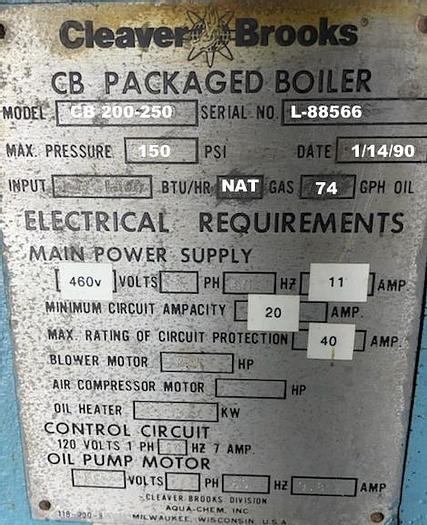 Cleaver Brooks®
CB PACKAGED BOILER
MODEL CB 200-250 SERIAL NO. L-88566
MAX. PRESSURE 150 PSI DATE 1/14/90
INPUT BTU/HR NAT GAS 74 GPH OIL
ELECTRICAL REQUIREMENTS
MAIN POWER SUPPLY
460v VOLTS PH HZ 11 AMP.
MINIMUM CIRCUIT AMPACITY 20 AMP.
MAX. RATING OF CIRCUIT PROTECTION 40 AMP.
BLOWER MOTOR HP
AIR COMPRESSOR MOTOR HP
OIL HEATER KW
CONTROL CIRCUIT
120 VOLTS 1 PH HZ 7 AMP.
OIL PUMP MOTOR
VOLTS PH HZ AMP
CLEAVER BROOKS DIVISION
AQUA-CHEM, INC
MILWAUKEE, WISCONSIN U.S.A